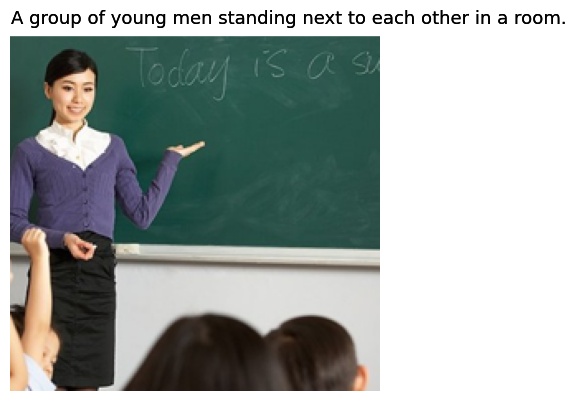 A group of young men standing next to each other in a room.
Today is a